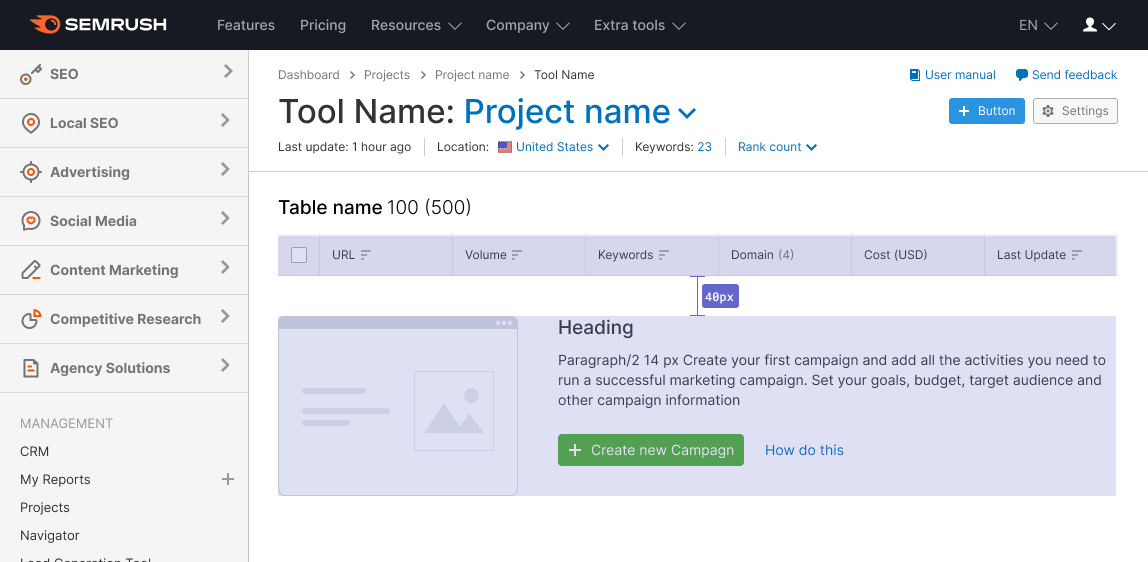 SEMRUSH
Features Pricing Resources Company Extra tools EN
SEO
Local SEO
Advertising
Social Media
Content Marketing
Competitive Research
Agency Solutions
MANAGEMENT
CRM
My Reports
Projects
Navigator
Lead Generation Tool
Dashboard Projects Project name Tool Name
User manual Send feedback
Tool Name: Project name
Button Settings
Last update: 1 hour ago Location: United States Keywords: 23 Rank count
Table name 100 (500)
URL Volume Keywords Domain (4) Cost (USD) Last Update
40px
Heading
Paragraph/2 14 px Create your first campaign and add all the activities you need to
run a successful marketing campaign. Set your goals, budget, target audience and
other campaign information
Create new Campagn How do this